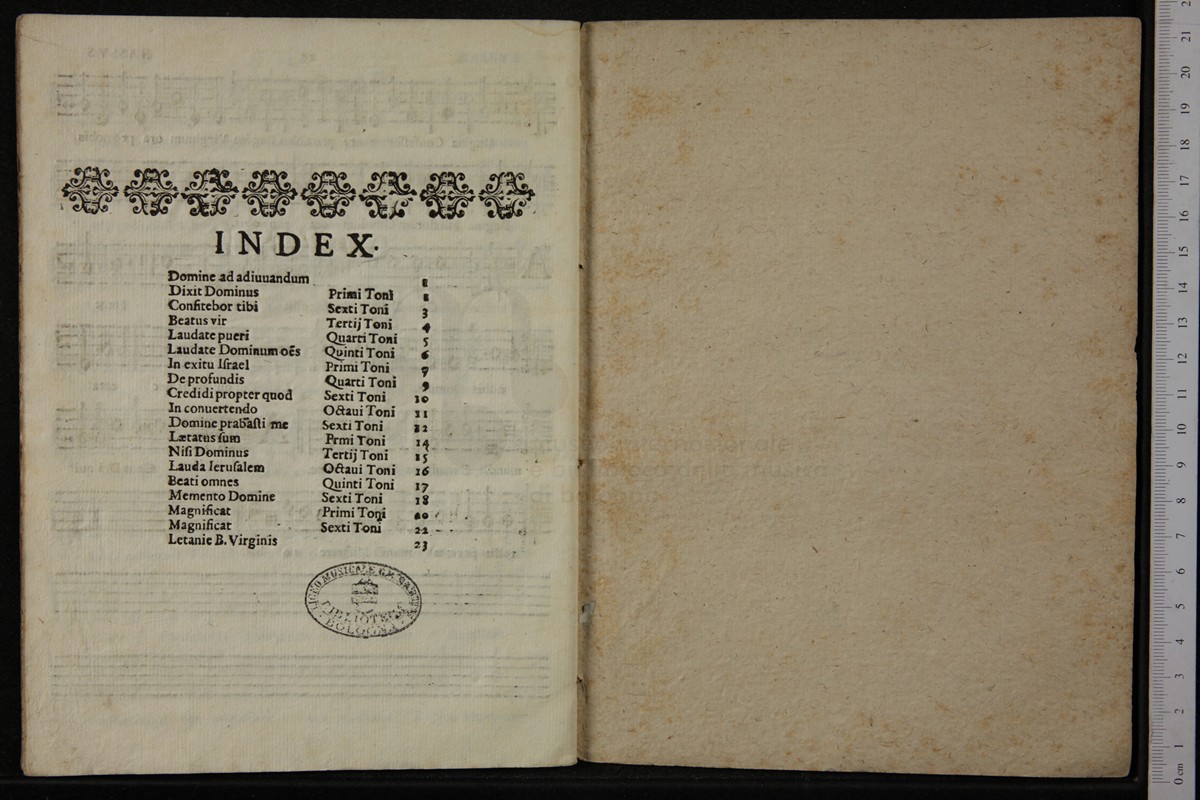 INDEX.
Domine ad adiuuandum 1
Dixit Dominus Primi Toni 1
Confitebor tibi Sexti Toni 3
Beatus vir Tertij Toni 4
Laudate pueri Quarti Toni 5
Laudate Dominum oẽs Quinti Toni 6
In exitu Israel Primi Toni 7
De profundis Quarti Toni 9
Credidi propter quod Sexti Toni 10
In conuertendo Octaui Toni 11
Domine probasti me Sexti Toni 12
Lætatus sum Prmi Toni 14
Nisi Dominus Tertij Toni 15
Lauda Ierusalem Octaui Toni 16
Beati omnes Quinti Toni 17
Memento Domine Sexti Toni 18
Magnificat Primi Toni 20
Magnificat Sexti Toni 22
Letanie B. Virginis 23
LICEO MUSICALE
BIBLIOTECA
BOLOGNA